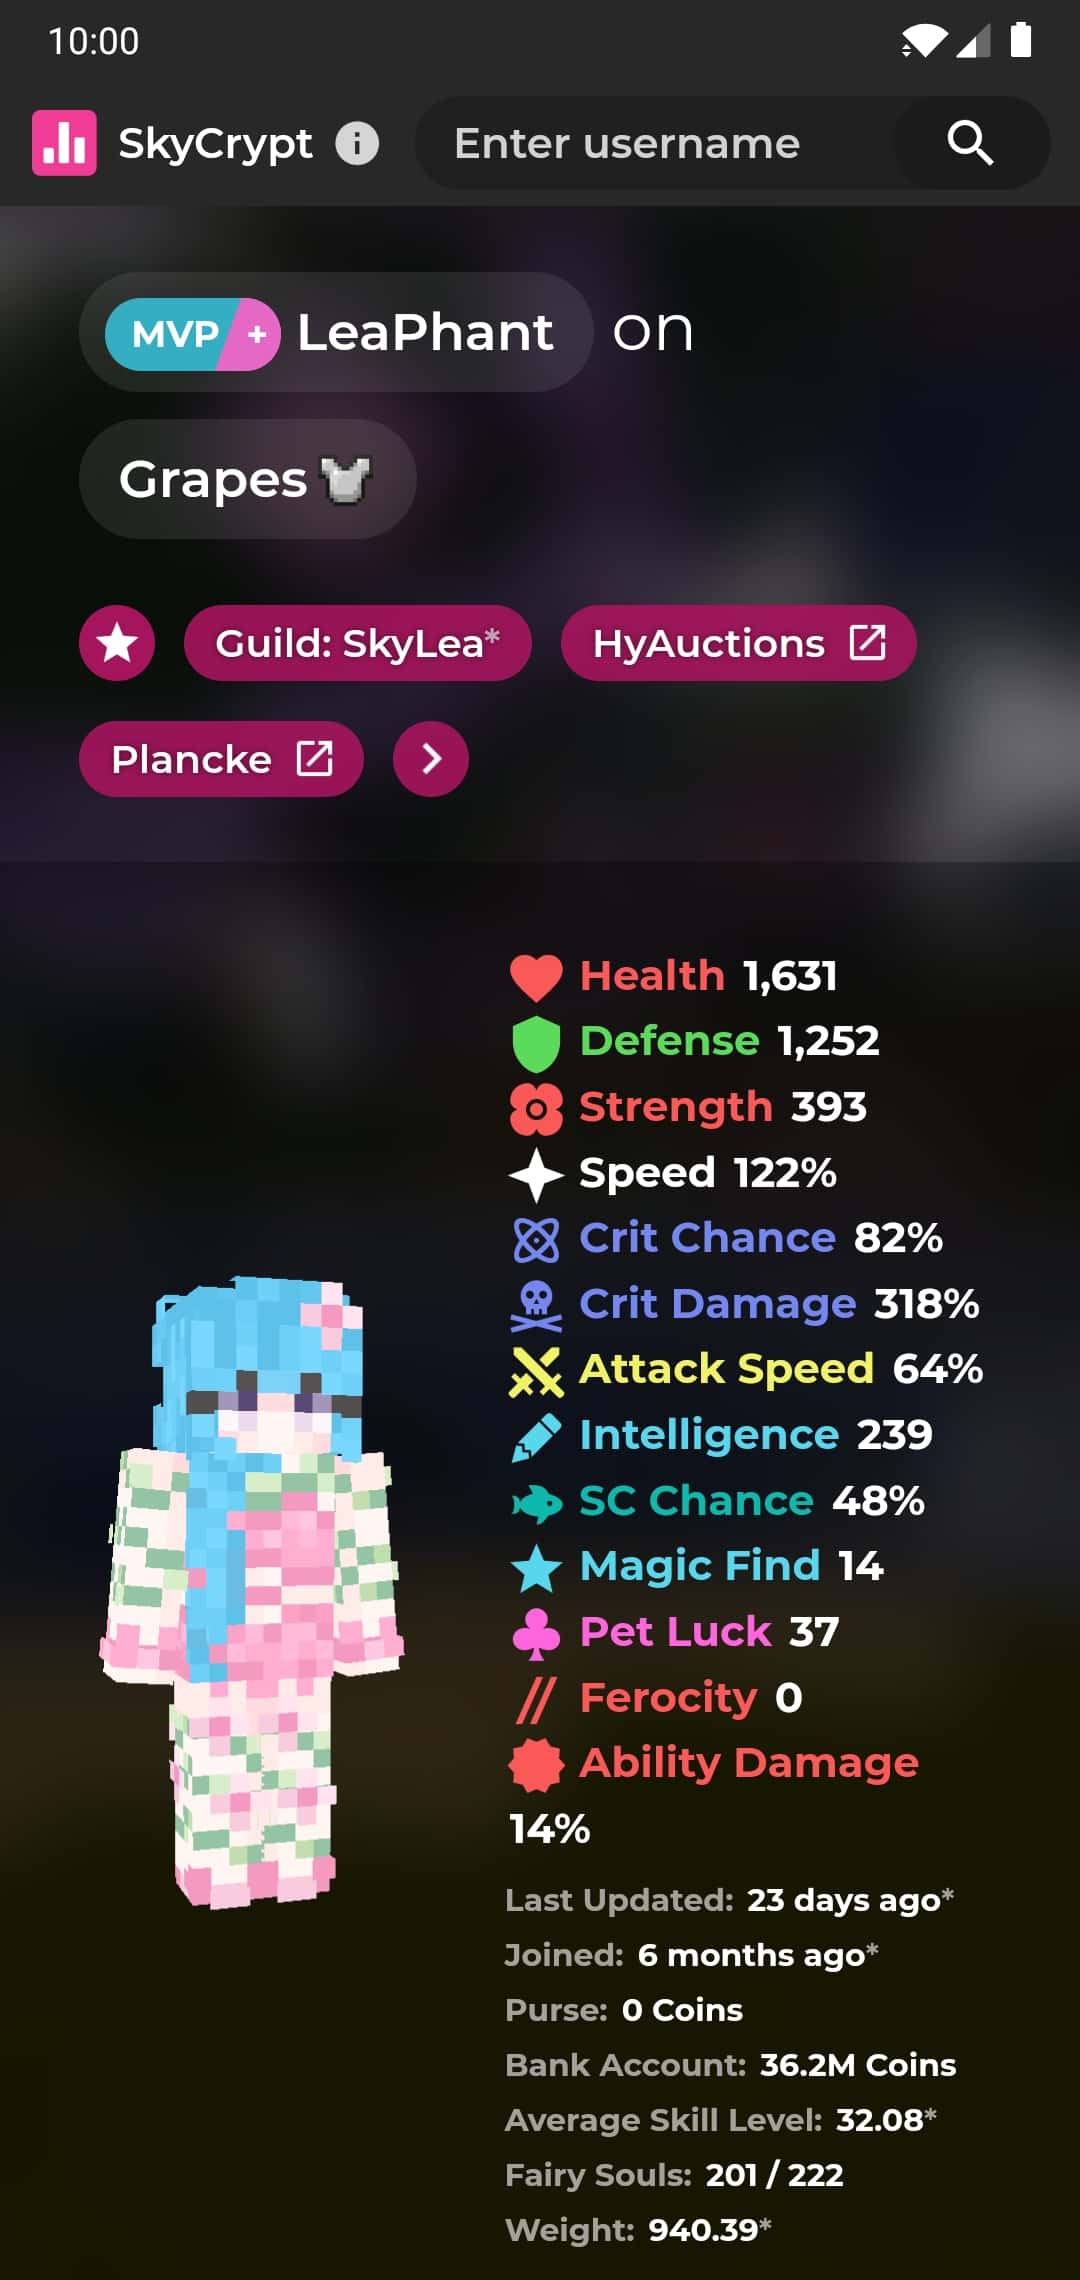 10:00
SkyCrypt i Enter username
MVP + LeaPhant on
Grapes
Guild: SkyLea* HyAuctions
Plancke
Health 1,631
Defense 1,252
Strength 393
Speed 122%
Crit Chance 82%
Crit Damage 318%
Attack Speed 64%
Intelligence 239
SC Chance 48%
Magic Find 14
Pet Luck 37
Ferocity 0
Ability Damage
14%
Last Updated: 23 days ago*
Joined: 6 months ago*
Purse: 0 Coins
Bank Account: 36.2M Coins
Average Skill Level: 32.08*
Fairy Souls: 201 / 222
Weight: 940.39*